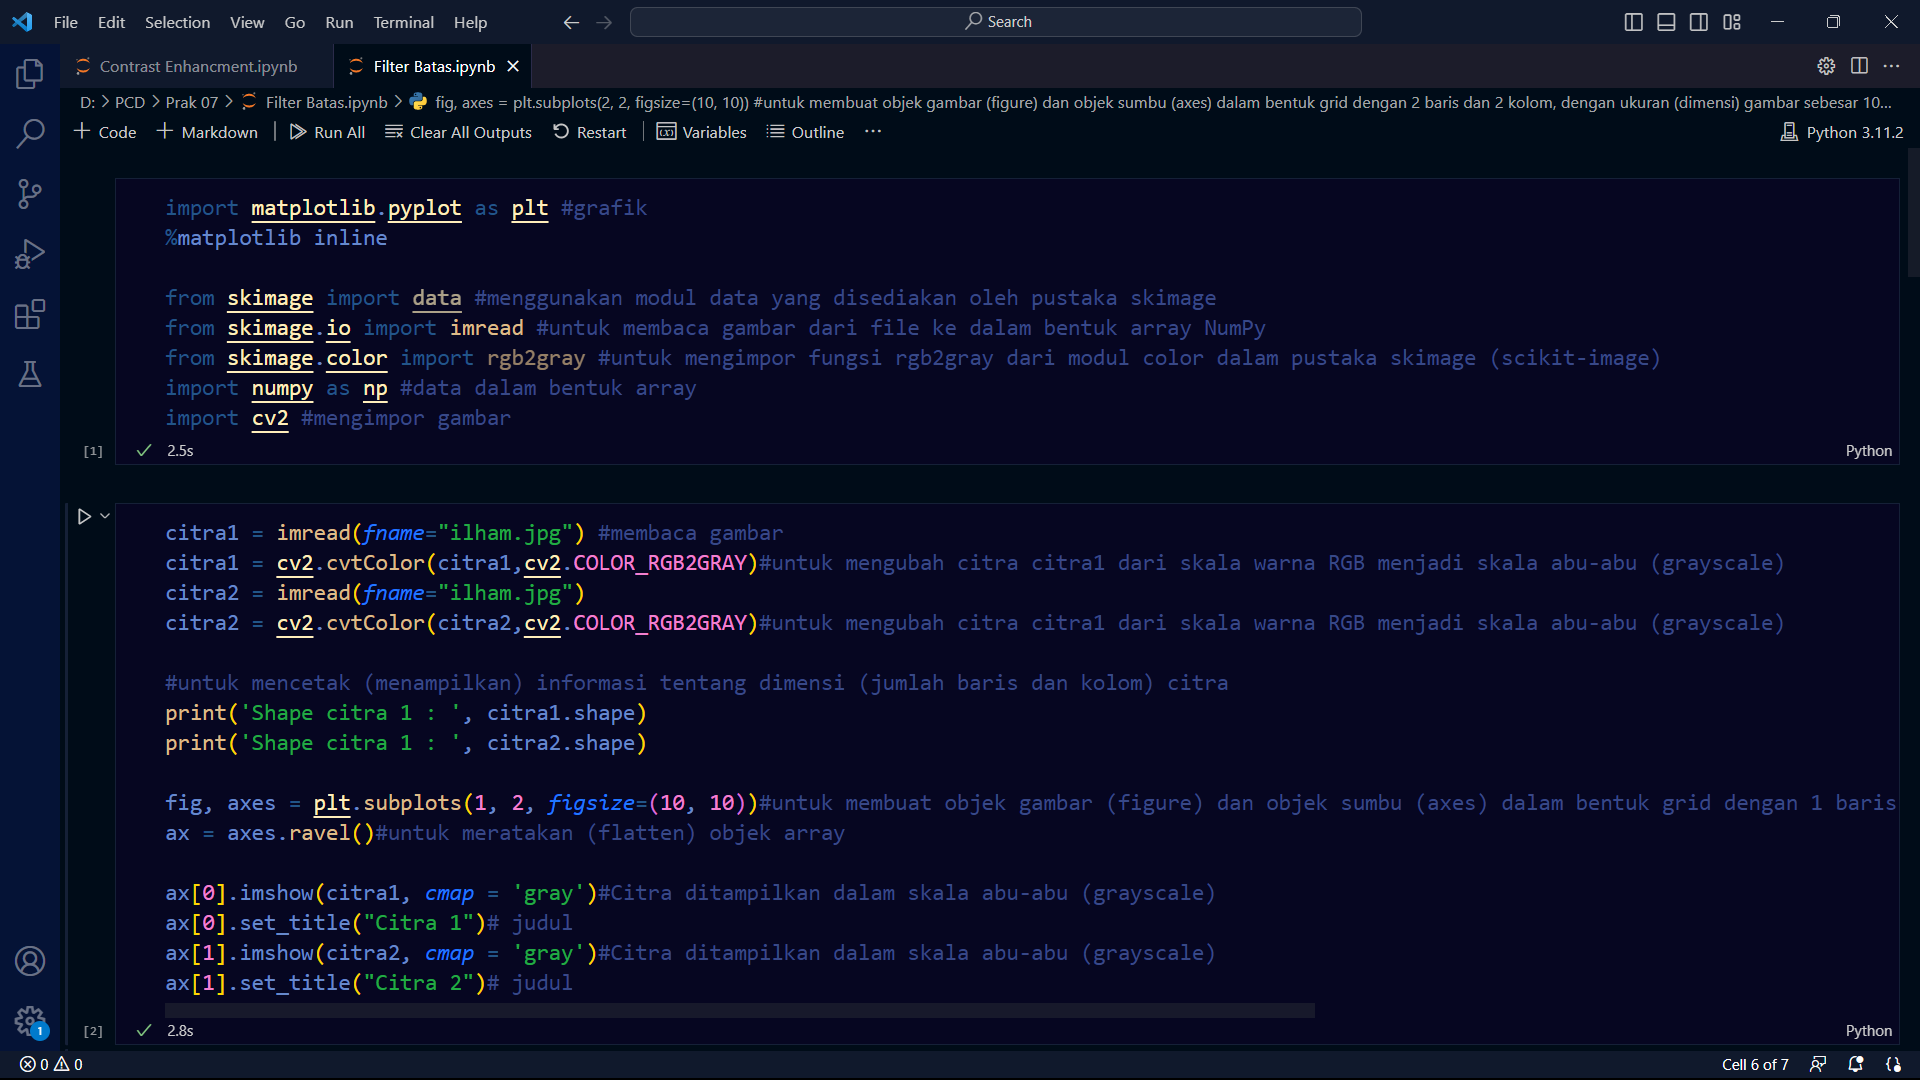 File Edit Selection View Go Run Terminal Help
Search
Contrast Enhancment.ipynb
Filter Batas.ipynb
D: > PCD > Prak 07 > Filter Batas.ipynb > fig, axes = plt.subplots(2, 2, figsize=(10, 10)) #untuk membuat objek gambar (figure) dan objek sumbu (axes) dalam bentuk grid dengan 2 baris dan 2 kolom, dengan ukuran (dimensi) gambar sebesar 10...
+ Code + Markdown | Run All Clear All Outputs Restart | Variables Outline ... Python 3.11.2
import matplotlib.pyplot as plt #grafik
%matplotlib inline
from skimage import data #menggunakan modul data yang disediakan oleh pustaka skimage
from skimage.io import imread #untuk membaca gambar dari file ke dalam bentuk array NumPy
from skimage.color import rgb2gray #untuk mengimpor fungsi rgb2gray dari modul color dalam pustaka skimage (scikit-image)
import numpy as np #data dalam bentuk array
import cv2 #mengimpor gambar
[1] 2.5s Python
citra1 = imread(fname="ilham.jpg") #membaca gambar
citra1 = cv2.cvtColor(citra1,cv2.COLOR_RGB2GRAY)#untuk mengubah citra citra1 dari skala warna RGB menjadi skala abu-abu (grayscale)
citra2 = imread(fname="ilham.jpg")
citra2 = cv2.cvtColor(citra2,cv2.COLOR_RGB2GRAY)#untuk mengubah citra citra1 dari skala warna RGB menjadi skala abu-abu (grayscale)
#untuk mencetak (menampilkan) informasi tentang dimensi (jumlah baris dan kolom) citra
print('Shape citra 1 : ', citra1.shape)
print('Shape citra 1 : ', citra2.shape)
fig, axes = plt.subplots(1, 2, figsize=(10, 10))#untuk membuat objek gambar (figure) dan objek sumbu (axes) dalam bentuk grid dengan 1 baris
ax = axes.ravel()#untuk meratakan (flatten) objek array
ax[0].imshow(citra1, cmap = 'gray')#Citra ditampilkan dalam skala abu-abu (grayscale)
ax[0].set_title("Citra 1")# judul
ax[1].imshow(citra2, cmap = 'gray')#Citra ditampilkan dalam skala abu-abu (grayscale)
ax[1].set_title("Citra 2")# judul
[2] 2.8s Python
1
0 0 Cell 6 of 7